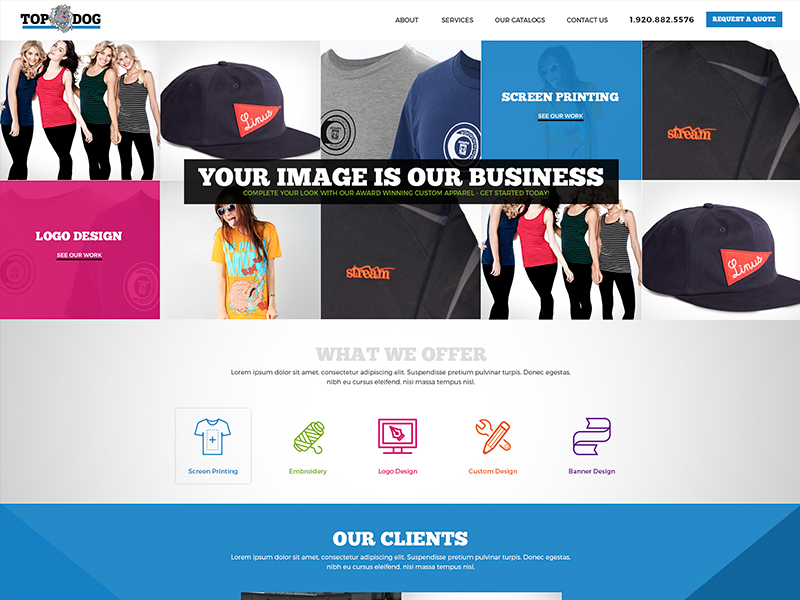 TOP DOG
ABOUT
SERVICES
OUR CATALOGS
CONTACT US
1.920.882.5576
REQUEST A QUOTE
Linus
SCREEN PRINTING
SEE OUR WORK
stream
YOUR IMAGE IS OUR BUSINESS
COMPLETE YOUR LOOK WITH OUR AWARD WINNING CUSTOM APPAREL - GET STARTED TODAY!
LOGO DESIGN
SEE OUR WORK
stream
Linus
WHAT WE OFFER
Lorem ipsum dolor sit amet, consectetur adipiscing elit. Suspendisse pretium pulvinar turpis. Donec egestas,
nibh eu cursus eleifend, nisi massa tempus nisl.
Screen Printing
Embroidery
Logo Design
Custom Design
Banner Design
OUR CLIENTS
Lorem ipsum dolor sit amet, consectetur adipiscing elit. Suspendisse pretium pulvinar turpis. Donec egestas,
nibh eu cursus eleifend, nisi massa tempus nisl.